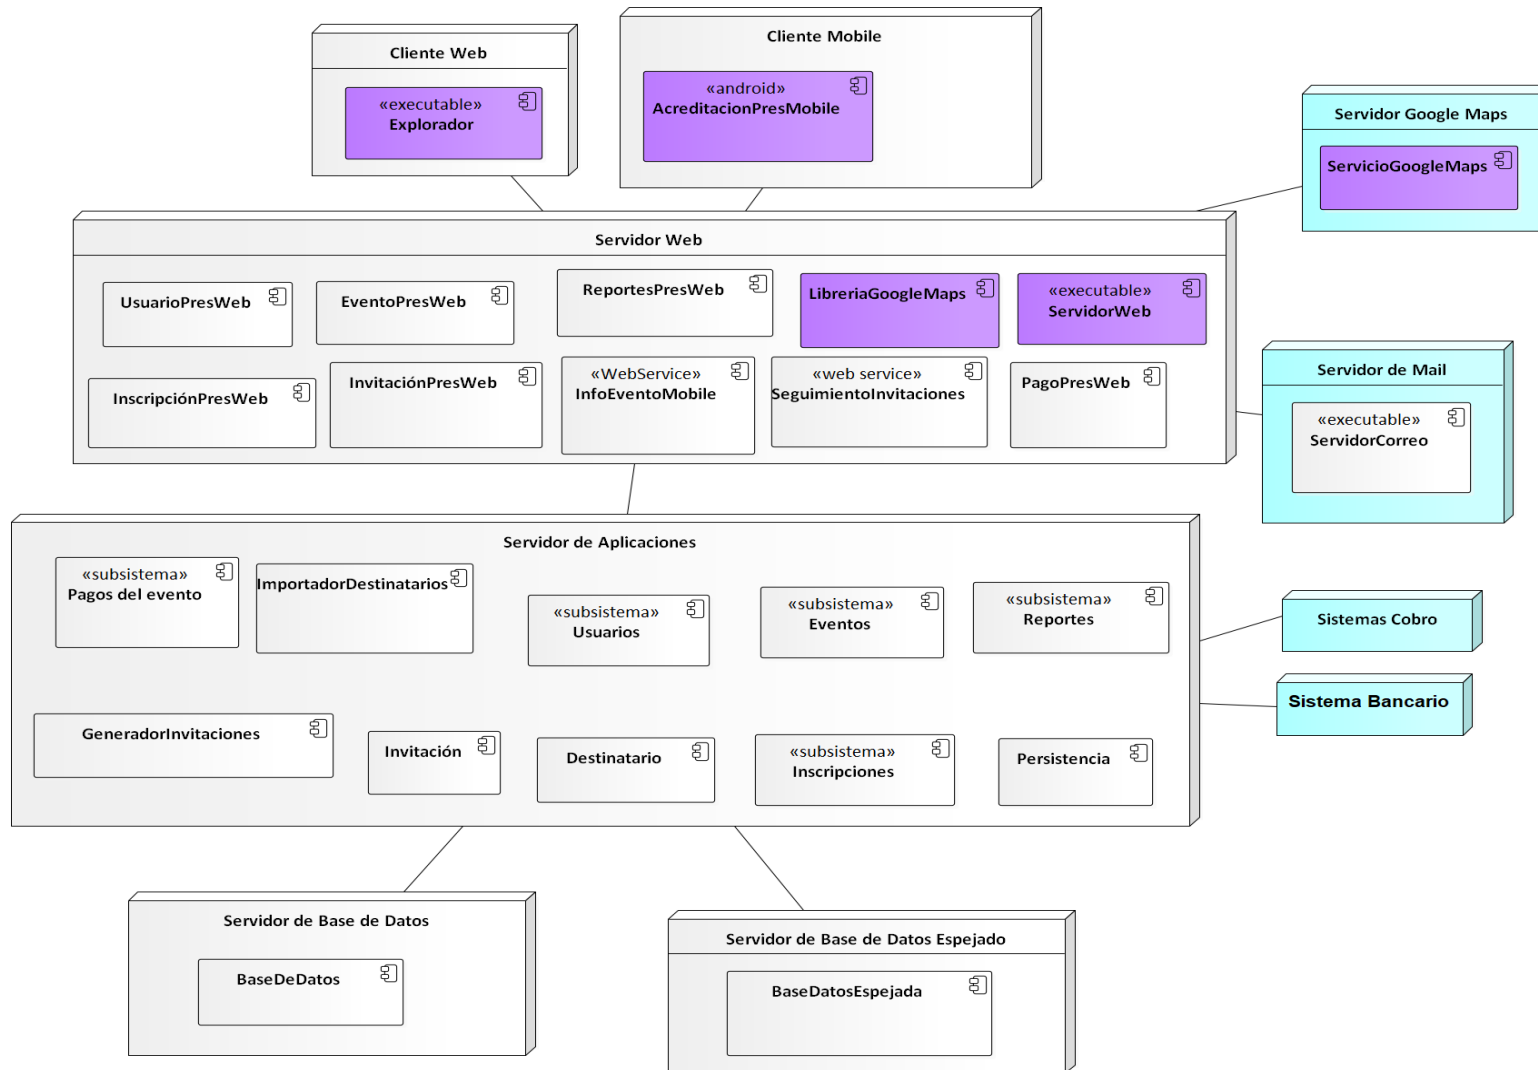 Cliente Web
«executable»
Explorador
Cliente Mobile
«android»
AcreditacionPresMobile
Servidor Google Maps
ServicioGoogleMaps
Servidor Web
UsuarioPresWeb
EventoPresWeb
ReportesPresWeb
LibreriaGoogleMaps
«executable»
ServidorWeb
InscripciónPresWeb
InvitaciónPresWeb
«WebService»
InfoEventoMobile
«web service»
SeguimientoInvitaciones
PagoPresWeb
Servidor de Mail
«executable»
ServidorCorreo
Servidor de Aplicaciones
«subsistema»
Pagos del evento
ImportadorDestinatarios
«subsistema»
Usuarios
«subsistema»
Eventos
«subsistema»
Reportes
Sistemas Cobro
Sistema Bancario
GeneradorInvitaciones
Invitación
Destinatario
«subsistema»
Inscripciones
Persistencia
Servidor de Base de Datos
BaseDeDatos
Servidor de Base de Datos Espejado
BaseDatosEspejada